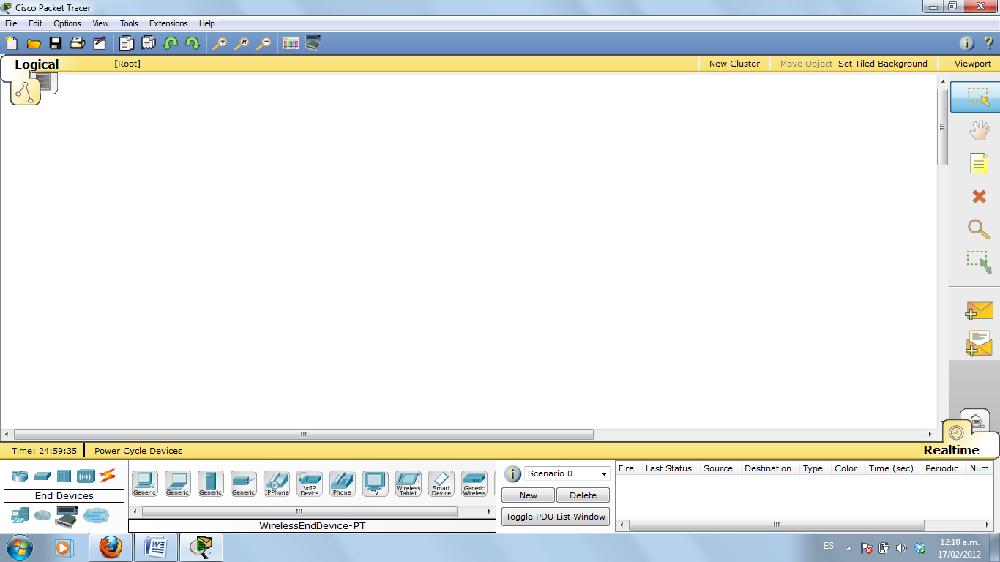 Cisco Packet Tracer
File Edit Options View Tools Extensions Help
Logical [Root] New Cluster Move Object Set Tiled Background Viewport
Time: 24:59:35 Power Cycle Devices Realtime
End Devices
Generic Generic Generic Generic IPPhone VoIP Device Phone TV Wireless Tablet Smart Device Generic Wireless
WirelessEndDevice-PT
Scenario 0
New Delete
Toggle PDU List Window
Fire Last Status Source Destination Type Color Time (sec) Periodic Num
ES 12:10 a.m.
17/02/2012